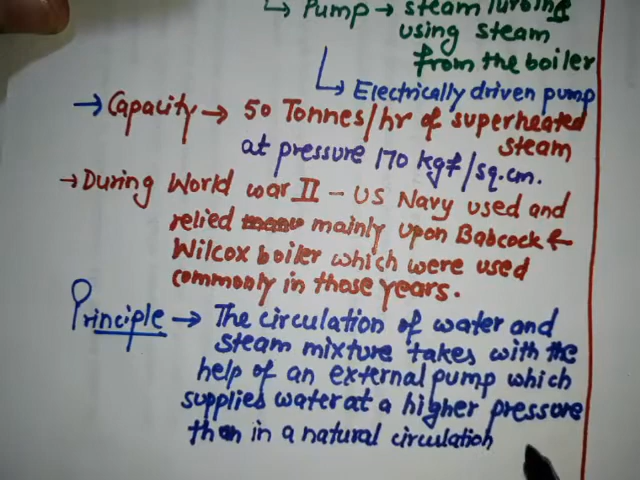 ↳ Pump → steam turbine
using steam
from the boiler
↳ Electrically driven pump
→ Capacity → 50 Tonnes/hr of superheated
steam
at pressure 170 kgf/sq.cm.
→ During World war II - US Navy used and
relied mainly upon Babcock &
Wilcox boiler which were used
commonly in those years.
Principle → The circulation of water and
steam mixture takes with the
help of an external pump which
supplies water at a higher pressure
than in a natural circulation